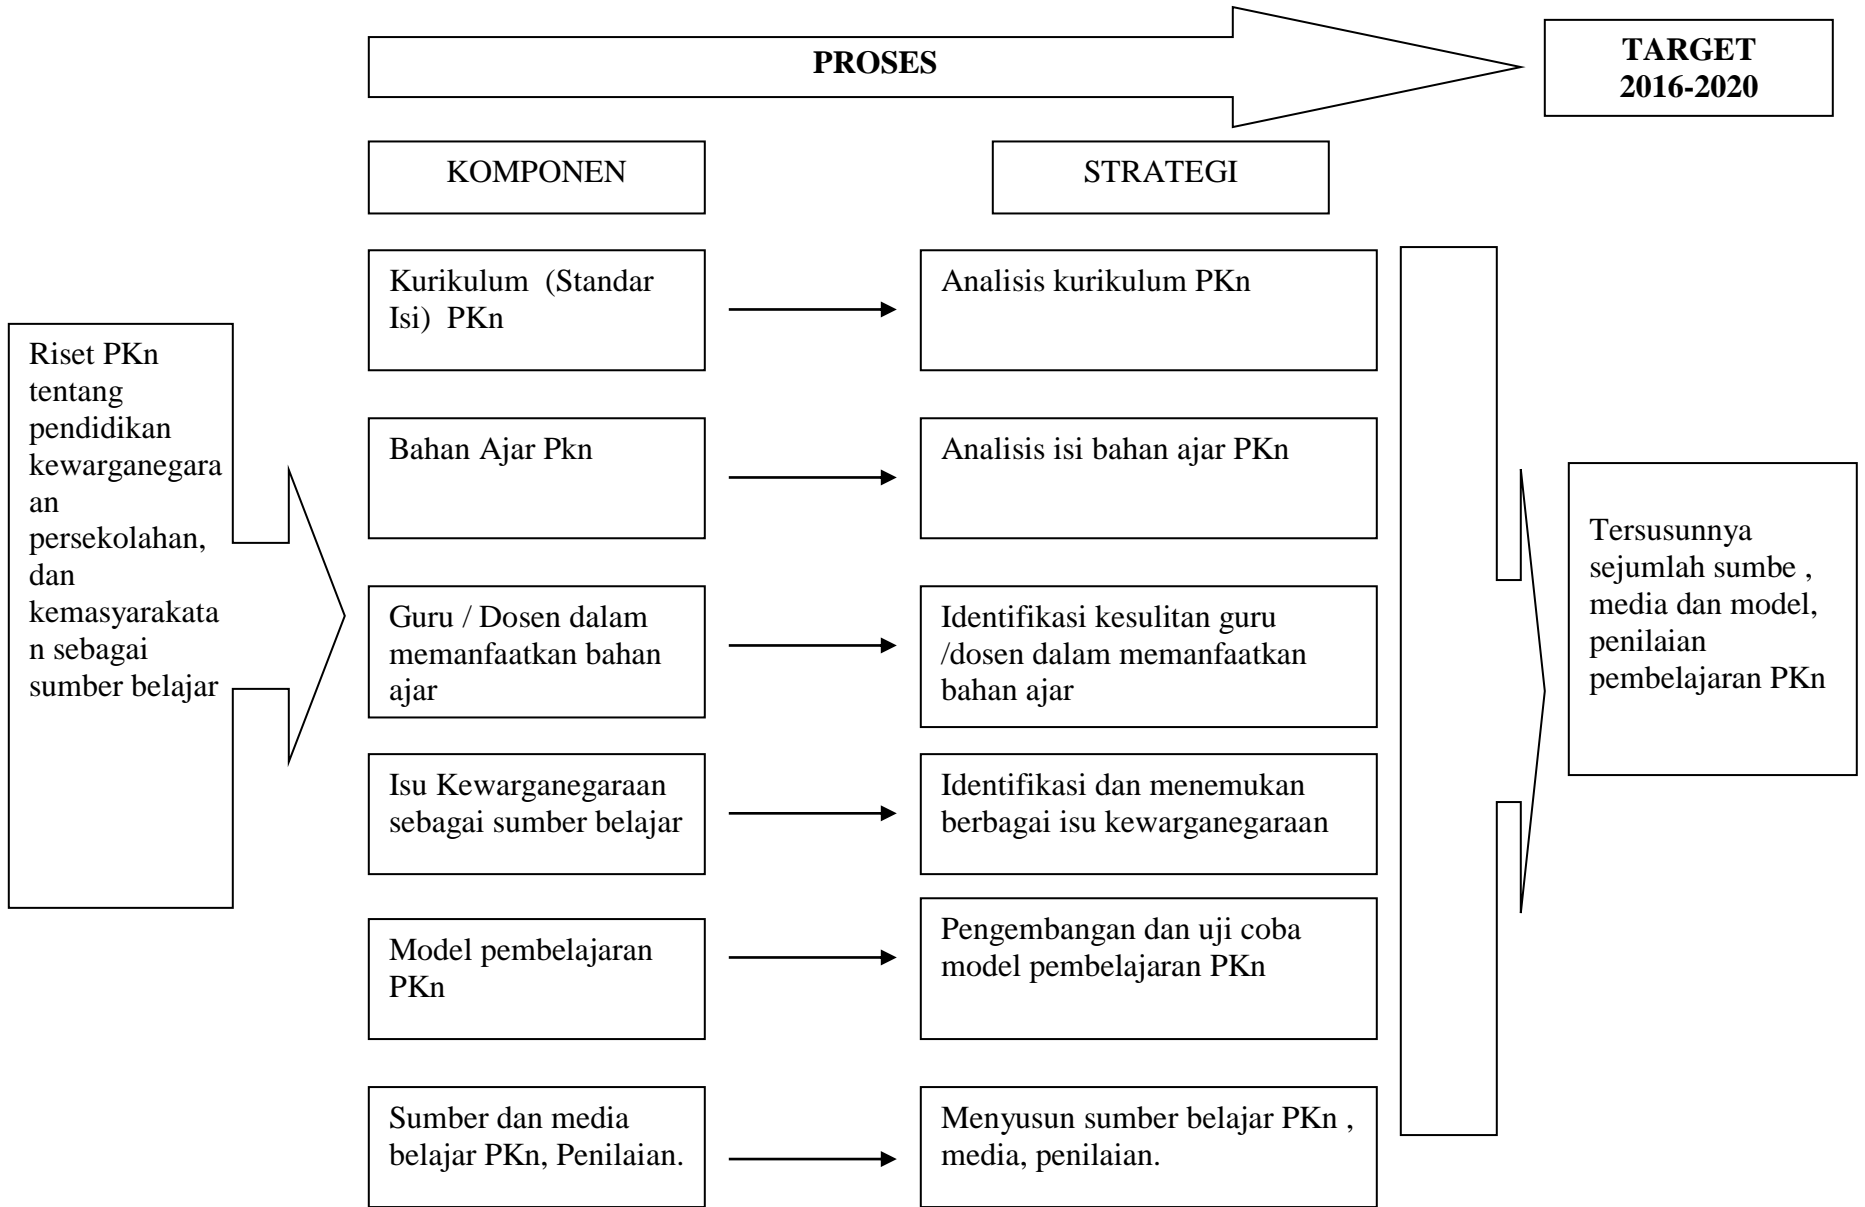 PROSES
TARGET
2016-2020
KOMPONEN
STRATEGI
Riset PKn
tentang
pendidikan
kewarganegara
an
persekolahan,
dan
kemasyarakata
n sebagai
sumber belajar
Kurikulum (Standar
Isi) PKn
Analisis kurikulum PKn
Bahan Ajar Pkn
Analisis isi bahan ajar PKn
Guru / Dosen dalam
memanfaatkan bahan
ajar
Identifikasi kesulitan guru
/dosen dalam memanfaatkan
bahan ajar
Isu Kewarganegaraan
sebagai sumber belajar
Identifikasi dan menemukan
berbagai isu kewarganegaraan
Model pembelajaran
PKn
Pengembangan dan uji coba
model pembelajaran PKn
Sumber dan media
belajar PKn, Penilaian.
Menyusun sumber belajar PKn ,
media, penilaian.
Tersusunnya
sejumlah sumbe ,
media dan model,
penilaian
pembelajaran PKn